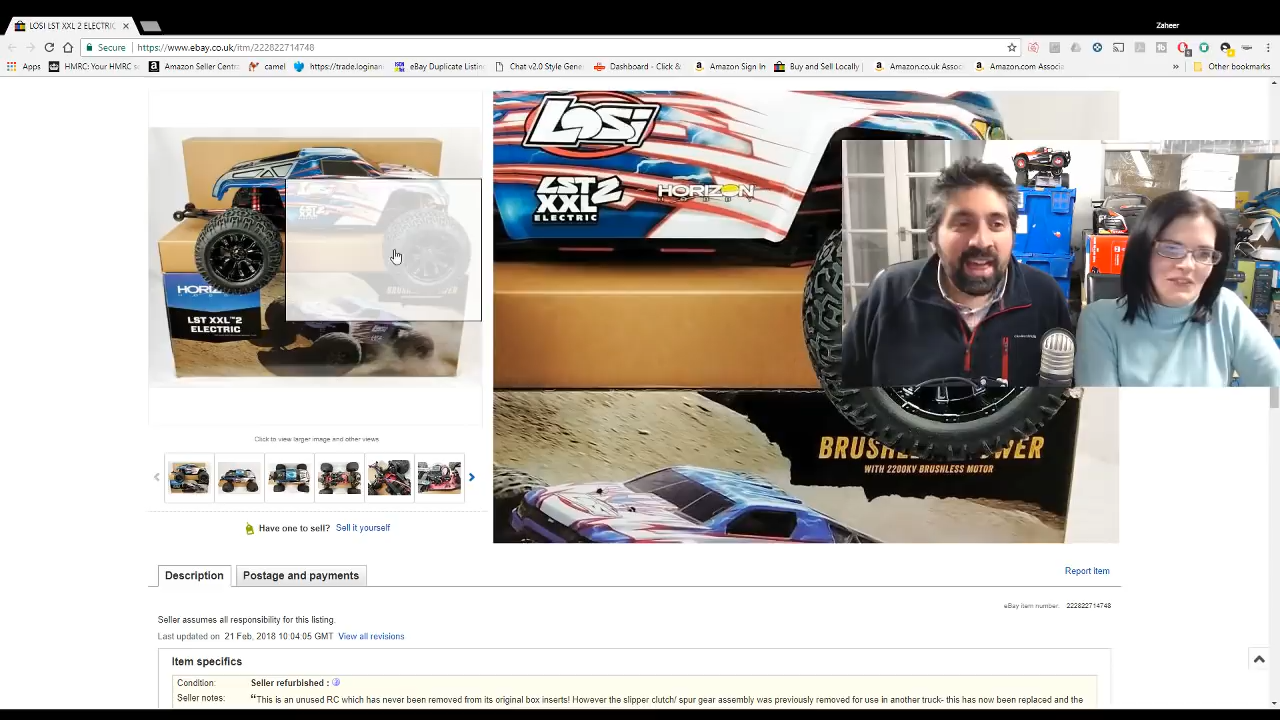 LOSI LST XXL 2 ELECTRIC
Zaheer
Secure
https://www.ebay.co.uk/itm/222822714748
Apps
HMRC: Your HMRC s
Amazon Seller Centr
camel
https://trade.loginan
eBay Duplicate Listin
Chat v2.0 Style Gene
Dashboard - Click &
Amazon Sign In
Buy and Sell Locally
Amazon.co.uk Assoc
Amazon.com Associa
Other bookmarks
LOSI
LST XXL 2
ELECTRIC
HORIZON
HOBBY
HORIZ
LST XXL™2
ELECTRIC
BRUSHLE WER
WITH 2200KV BRUSHLESS MOTOR
Click to view larger image and other views
Have one to sell? Sell it yourself
Description
Postage and payments
Report item
eBay item number: 222822714748
Seller assumes all responsibility for this listing.
Last updated on 21 Feb, 2018 10:04:05 GMT View all revisions
Item specifics
Condition: Seller refurbished :
Seller notes: “This is an unused RC which has never been removed from its original box inserts! However the slipper clutch/ spur gear assembly was previously removed for use in another truck- this has now been replaced and the